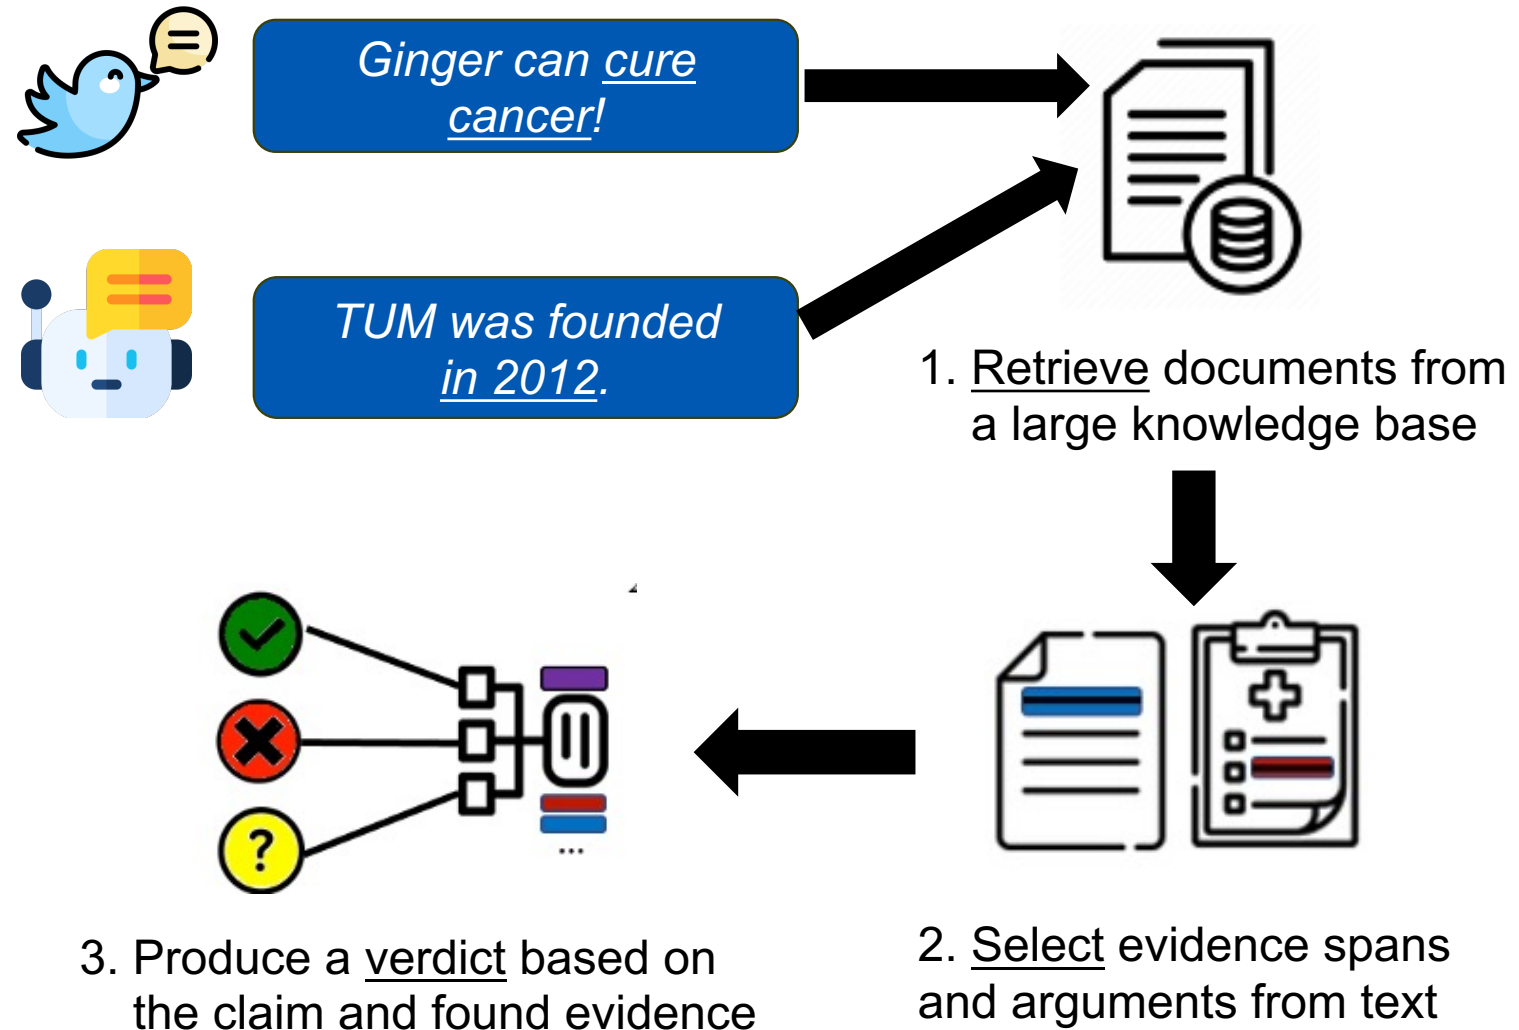 Ginger can cure
cancer!
TUM was founded
in 2012.
1. Retrieve documents from
a large knowledge base
2. Select evidence spans
and arguments from text
?
...
3. Produce a verdict based on
the claim and found evidence